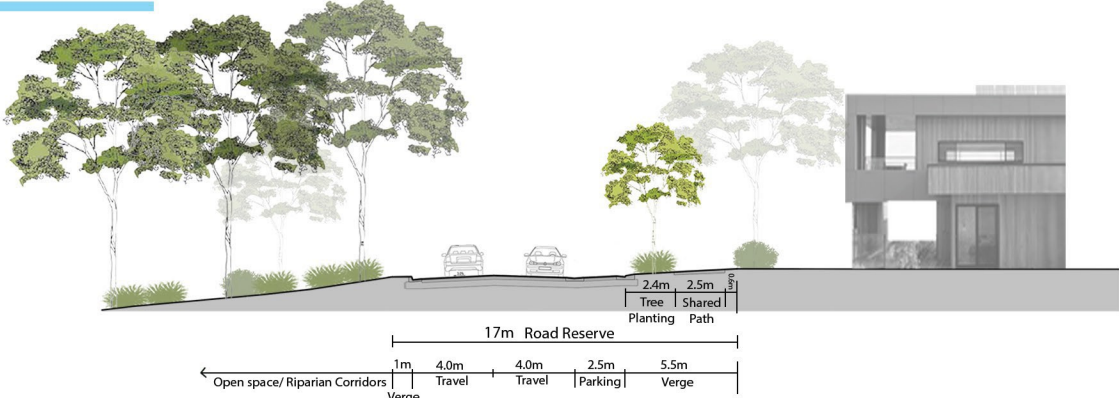 2.4m 2.5m 0.6m
Tree Shared
Planting Path
17m Road Reserve
1m 4.0m 4.0m 2.5m 5.5m
Open space/ Riparian Corridors Travel Travel Parking Verge
Verge